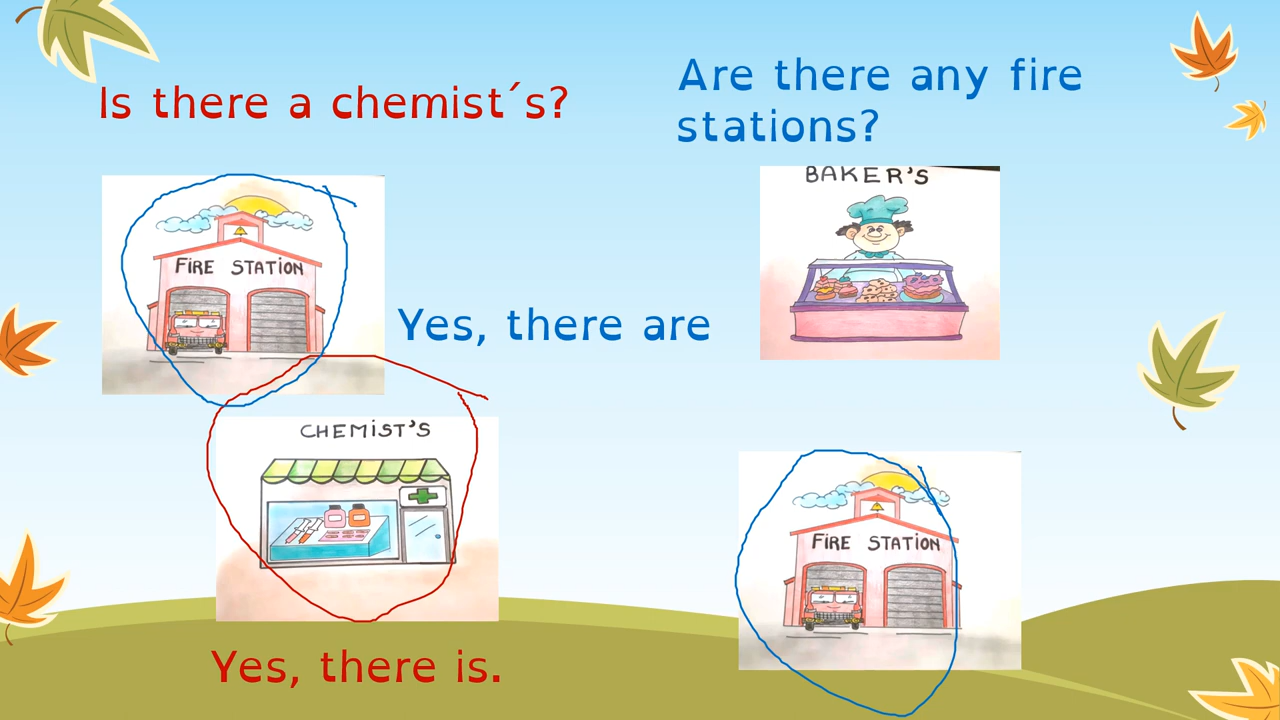 Is there a chemist´s?
Are there any fire
stations?
BAKER'S
FIRE STATION
Yes, there are
CHEMIST'S
FIRE STATION
Yes, there is.